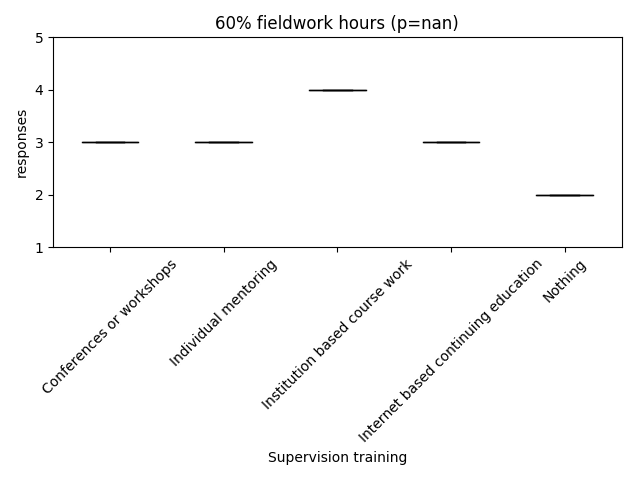 60% fieldwork hours (p=nan)
responses
5
4
3
2
1
Conferences or workshops
Individual mentoring
Institution based course work
Internet based continuing education
Nothing
Supervision training